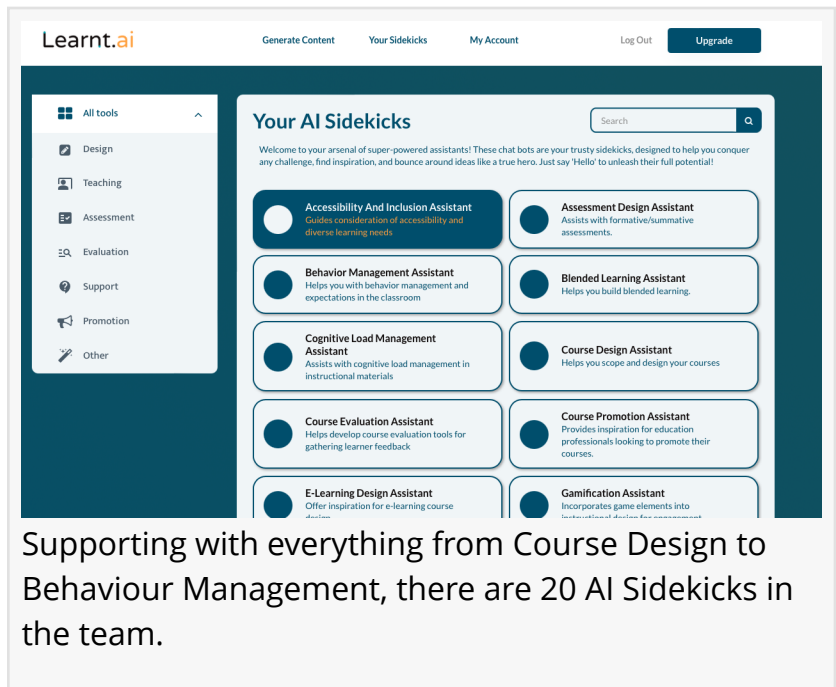 Learnt.ai
Generate Content
Your Sidekicks
My Account
Log Out
Upgrade
All tools
Design
Teaching
Assessment
Evaluation
Support
Promotion
Other
Your AI Sidekicks
Search
Welcome to your arsenal of super-powered assistants! These chat bots are your trusty sidekicks, designed to help you conquer
any challenge, find inspiration, and bounce around ideas like a true hero. Just say 'Hello' to unleash their full potential!
Accessibility And Inclusion Assistant
Guides consideration of accessibility and
diverse learning needs
Assessment Design Assistant
Assists with formative/summative
assessments.
Behavior Management Assistant
Helps you with behavior management and
expectations in the classroom
Blended Learning Assistant
Helps you build blended learning.
Cognitive Load Management
Assistant
Assists with cognitive load management in
instructional materials
Course Design Assistant
Helps you scope and design your courses
Course Evaluation Assistant
Helps develop course evaluation tools for
gathering learner feedback
Course Promotion Assistant
Provides inspiration for education
professionals looking to promote their
courses.
E-Learning Design Assistant
Offer inspiration for e-learning course
design
Gamification Assistant
Incorporates game elements into
instructional design for engagement
Supporting with everything from Course Design to
Behaviour Management, there are 20 AI Sidekicks in
the team.